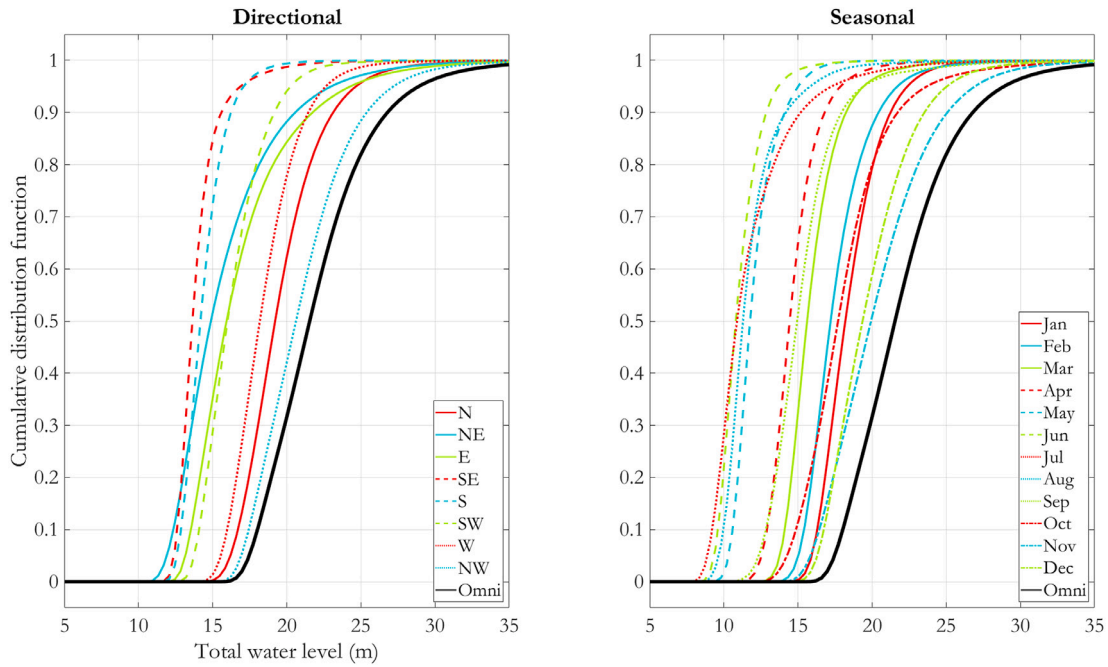 Directional
Cumulative distribution function
1
0.9
0.8
0.7
0.6
0.5
0.4
0.3
0.2
0.1
0
5 10 15 20 25 30 35
Total water level (m)
N
NE
E
SE
S
SW
W
NW
Omni
Seasonal
1
0.9
0.8
0.7
0.6
0.5
0.4
0.3
0.2
0.1
0
5 10 15 20 25 30 35
Jan
Feb
Mar
Apr
May
Jun
Jul
Aug
Sep
Oct
Nov
Dec
Omni